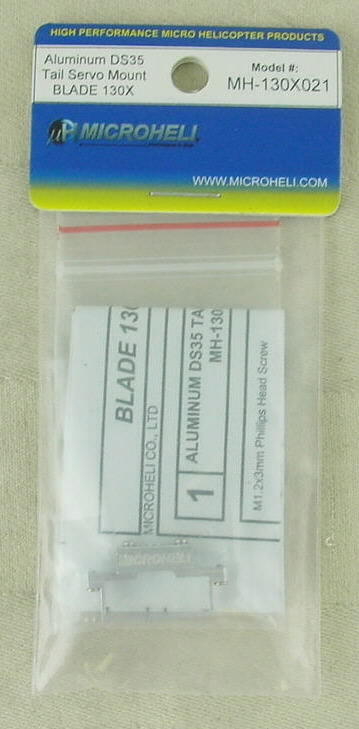 HIGH PERFORMANCE MICRO HELICOPTER PRODUCTS
Aluminum DS35
Tail Servo Mount
BLADE 130X
Model #:
MH-130X021
MICROHELI
WWW.MICROHELI.COM
BLADE 130
MICROHELI CO., LTD
ALUMINUM DS35 TA
MH-130
1
M1.2x3mm Phillips Head Screw
MICROHELI